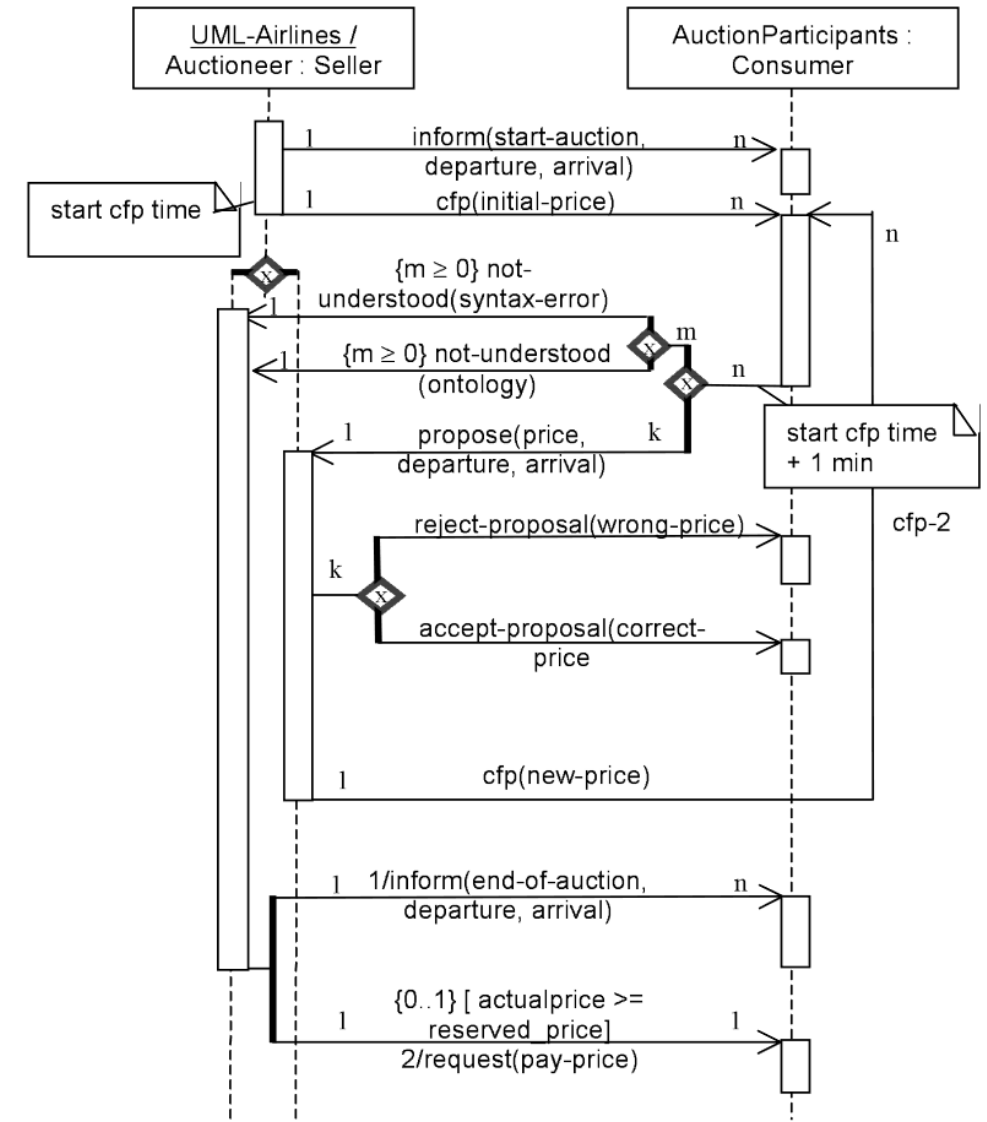 UML-Airlines /
Auctioneer : Seller
AuctionParticipants :
Consumer
1
inform(start-auction,
n
departure, arrival)
start cfp time
1
cfp(initial-price)
n
n
x
{m ≥ 0} not-
understood(syntax-error)
1
m
x
1
{m ≥ 0} not-understood
n
x
(ontology)
start cfp time
+ 1 min
1
propose(price,
k
departure, arrival)
reject-proposal(wrong-price)
cfp-2
k
x
accept-proposal(correct-
price
1
cfp(new-price)
1
1/inform(end-of-auction,
n
departure, arrival)
{0..1} [ actualprice >=
1
reserved_price]
1
2/request(pay-price)